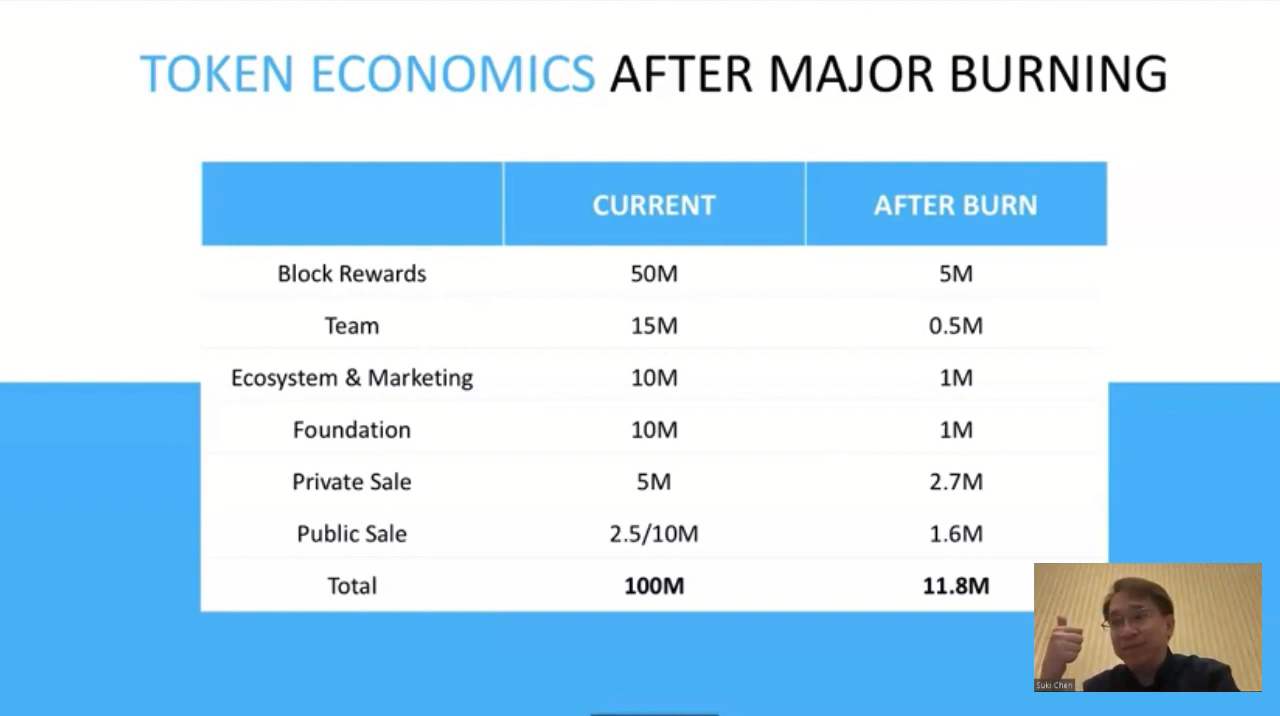 TOKEN ECONOMICS AFTER MAJOR BURNING
CURRENT AFTER BURN
Block Rewards 50M 5M
Team 15M 0.5M
Ecosystem & Marketing 10M 1M
Foundation 10M 1M
Private Sale 5M 2.7M
Public Sale 2.5/10M 1.6M
Total 100M 11.8M
Suki Chen